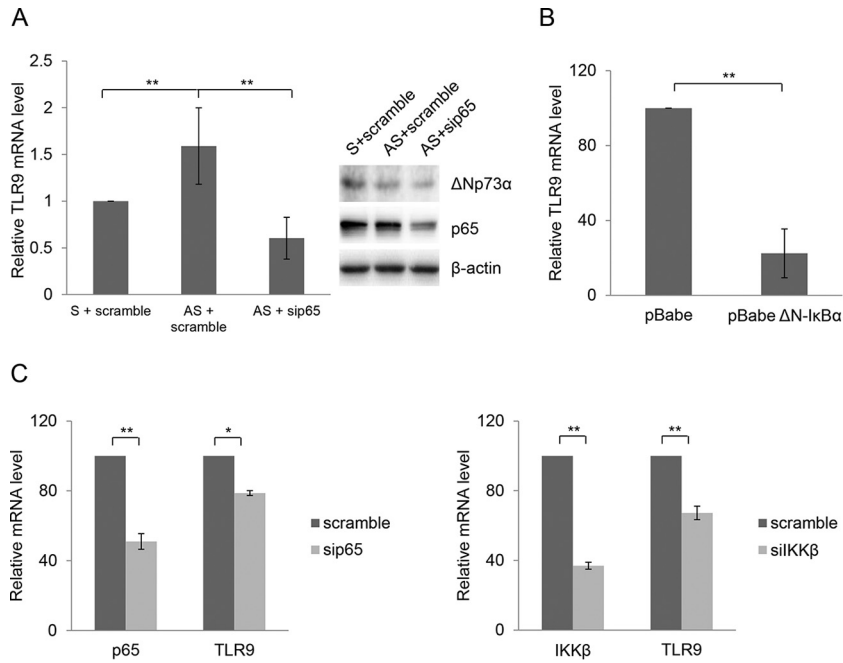 A
Relative TLR9 mRNA level
2.5
2
1.5
1
0.5
0
**
**
S + scramble
AS +
scramble
AS + sip65
S+scramble
AS+scramble
AS+sip65
ΔNp73α
p65
β-actin
B
Relative TLR9 mRNA level
120
80
40
0
**
pBabe
pBabe ΔN-IκBα
C
Relative mRNA level
120
80
40
0
**
*
p65
TLR9
scramble
sip65
Relative mRNA level
120
80
40
0
**
**
IKKβ
TLR9
scramble
siIKKβ